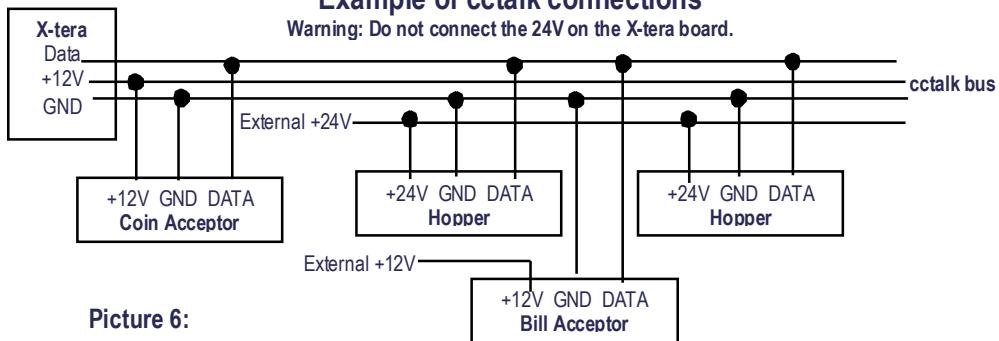 Example of cctalk connections
Warning: Do not connect the 24V on the X-tera board.
X-tera
Data
+12V
GND
cctalk bus
External +24V
+12V GND DATA
Coin Acceptor
+24V GND DATA
Hopper
+24V GND DATA
Hopper
External +12V
+12V GND DATA
Bill Acceptor
Picture 6: